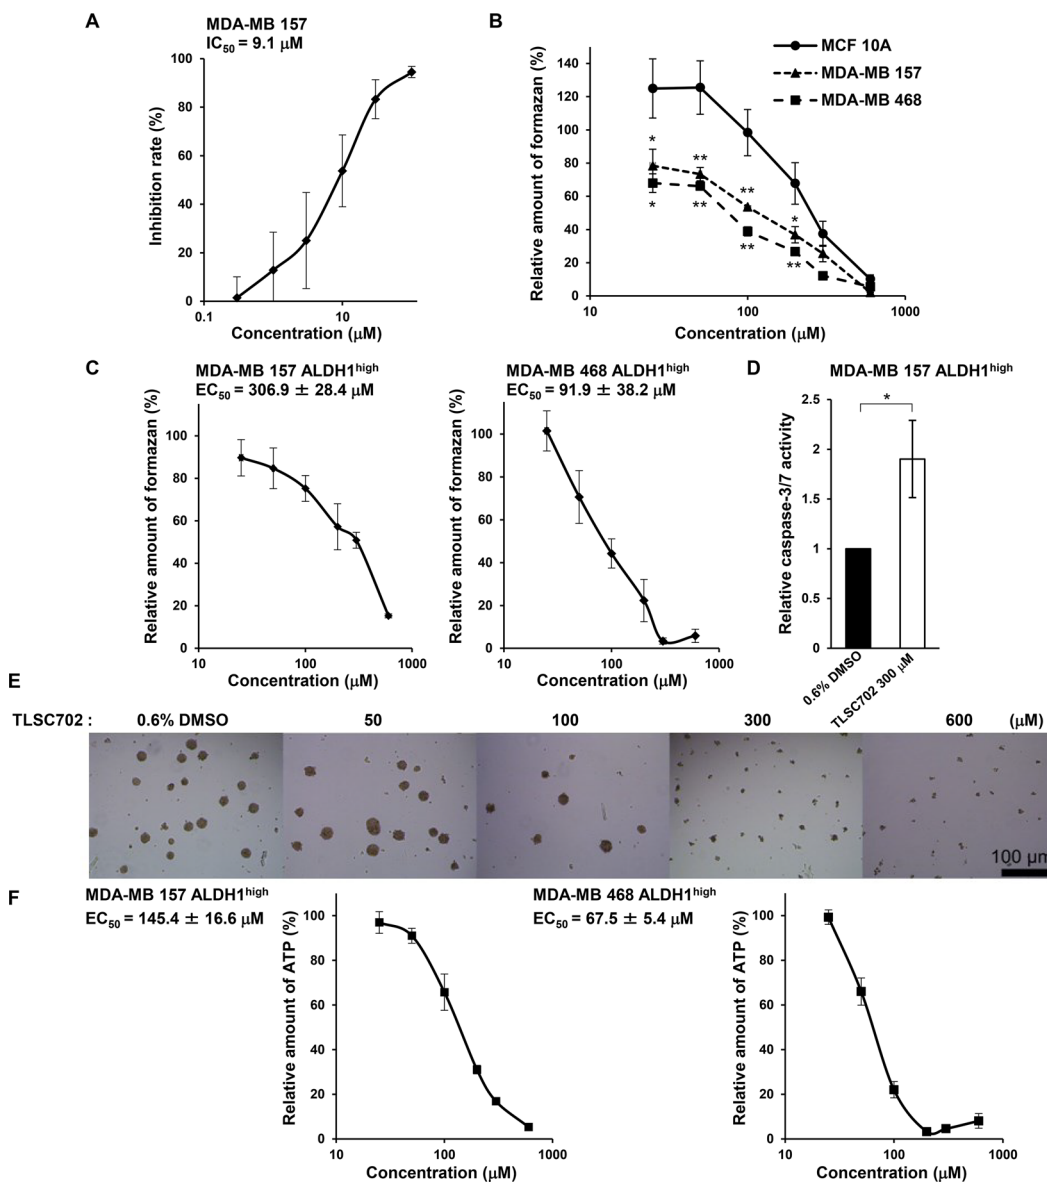 A
MDA-MB 157
IC50 = 9.1 μM
Inhibition rate (%)
100
80
60
40
20
0
0.1
10
Concentration (μM)
B
MCF 10A
MDA-MB 157
MDA-MB 468
Relative amount of formazan (%)
140
120
100
80
60
40
20
0
*
**
**
*
*
**
**
**
10
100
1000
Concentration (μM)
C
MDA-MB 157 ALDH1high
EC50 = 306.9 ± 28.4 μM
Relative amount of formazan (%)
100
80
60
40
20
0
10
100
1000
Concentration (μM)
MDA-MB 468 ALDH1high
EC50 = 91.9 ± 38.2 μM
Relative amount of formazan (%)
100
80
60
40
20
0
10
100
1000
Concentration (μM)
D
MDA-MB 157 ALDH1high
Relative caspase-3/7 activity
2.5
2
1.5
1
0.5
0
*
0.6% DMSO
TLSC702 300 μM
E
TLSC702 : 0.6% DMSO 50 100 300 600 (μM)
100 μm
F
MDA-MB 157 ALDH1high
EC50 = 145.4 ± 16.6 μM
Relative amount of ATP (%)
100
80
60
40
20
0
10
100
1000
Concentration (μM)
MDA-MB 468 ALDH1high
EC50 = 67.5 ± 5.4 μM
Relative amount of ATP (%)
100
80
60
40
20
0
10
100
1000
Concentration (μM)